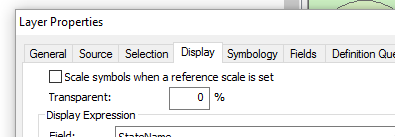 Layer Properties
General Source Selection Display Symbology Fields Definition Que
Scale symbols when a reference scale is set
Transparent: 0 %
Display Expression
Field: StateName